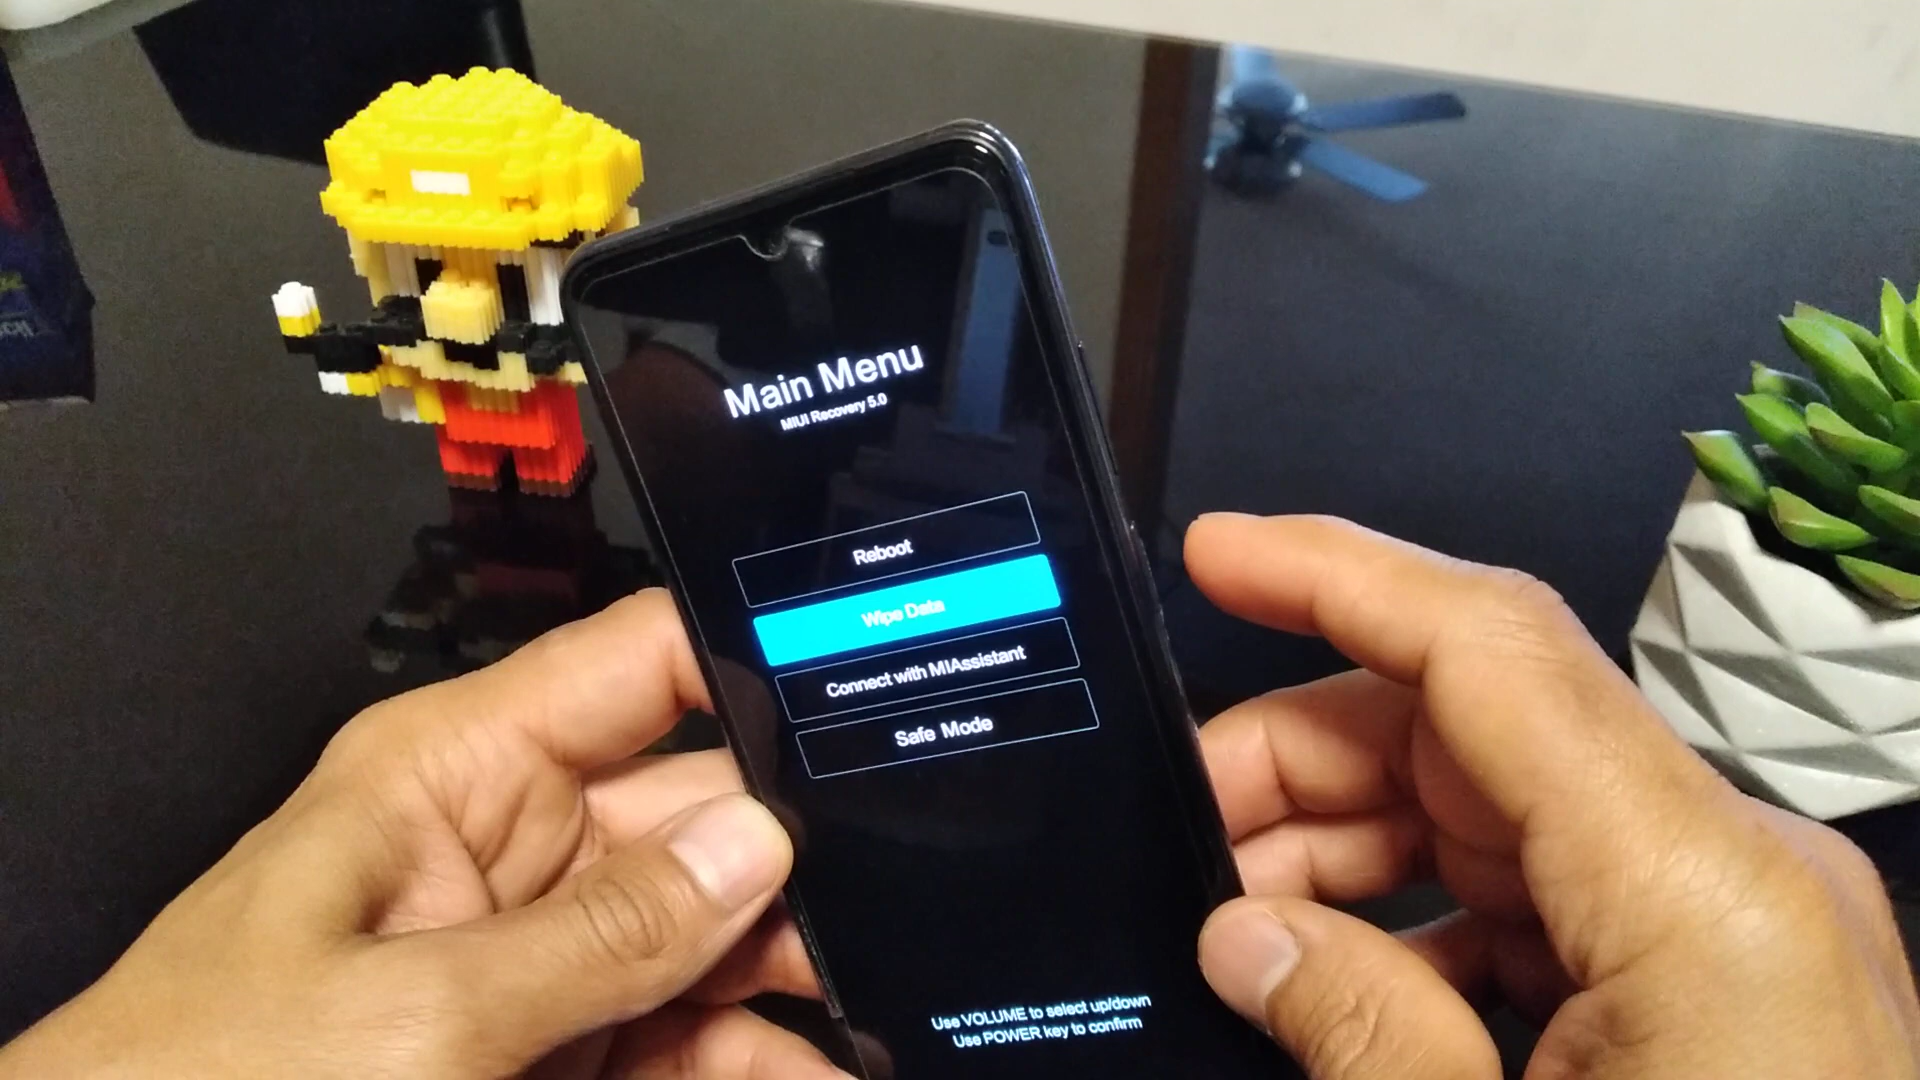 Main Menu
MIUI Recovery 5.0
Reboot
Wipe Data
Connect with MIAssistant
Safe Mode
Use VOLUME to select up/down
Use POWER key to confirm